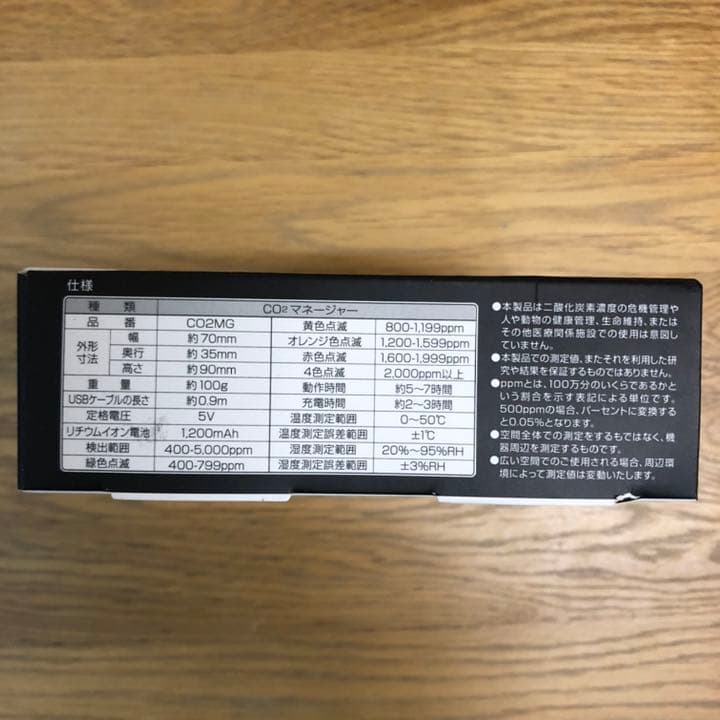 仕様
種 類 CO2マネージャー
品 番 CO2MG 黄色点滅 800-1,199ppm
外形寸法 幅 約70mm オレンジ色点滅 1,200-1,599ppm
奥行 約35mm 赤色点滅 1,600-1,999ppm
高さ 約90mm 4色点滅 2,000ppm以上
重 量 約100g 動作時間 約5~7時間
USBケーブルの長さ 約0.9m 充電時間 約2~3時間
定格電圧 5V 温度測定範囲 0~50℃
リチウムイオン電池 1,200mAh 温度測定誤差範囲 ±1℃
検出範囲 400-5,000ppm 湿度測定範囲 20%~95%RH
緑色点滅 400-799ppm 湿度測定誤差範囲 ±3%RH
●本製品は二酸化炭素濃度の危機管理や
人や動物の健康管理、生命維持、または
その他医療関係施設での使用は意図し
ていません。
●本製品での測定値、またそれを利用した研
究や結果を保証するものではありません。
●ppmとは、100万分のいくらであるかと
いう割合を示す表記による単位です。
500ppmの場合、パーセントに変換する
と0.05%となります。
●空間全体での測定をするものではなく、機
器周辺を測定するものです。
●広い空間でのご使用される場合、周辺環
境によって測定値は変動いたします。